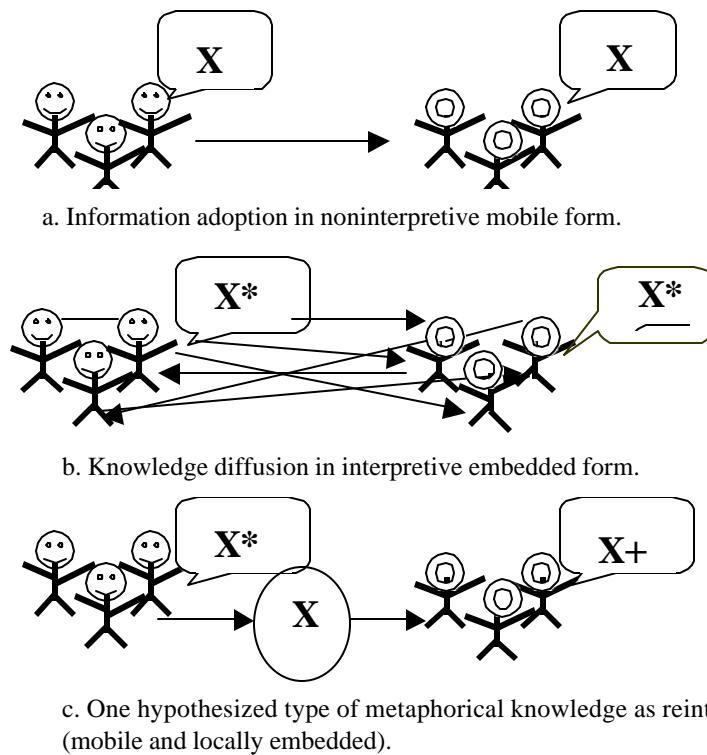 X
X
a. Information adoption in noninterpretive mobile form.
X*
X*
b. Knowledge diffusion in interpretive embedded form.
X*
X
X+
c. One hypothesized type of metaphorical knowledge as
(mobile and locally embedded).